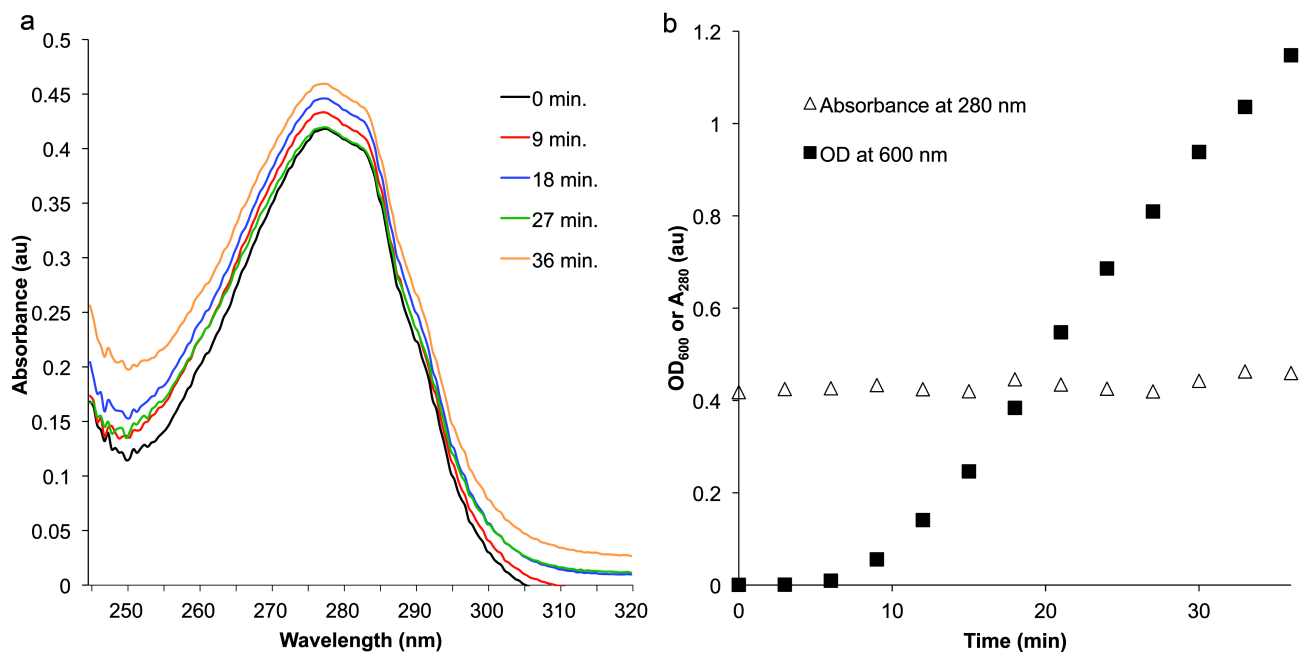 a
0.5
0.45
0.4
0.35
0.3
0.25
0.2
0.15
0.1
0.05
0
Absorbance (au)
250 260 270 280 290 300 310 320
Wavelength (nm)
0 min.
9 min.
18 min.
27 min.
36 min.
b
1.2
1
0.8
0.6
0.4
0.2
0
OD600 or A280 (au)
0 10 20 30
Time (min)
Absorbance at 280 nm
OD at 600 nm